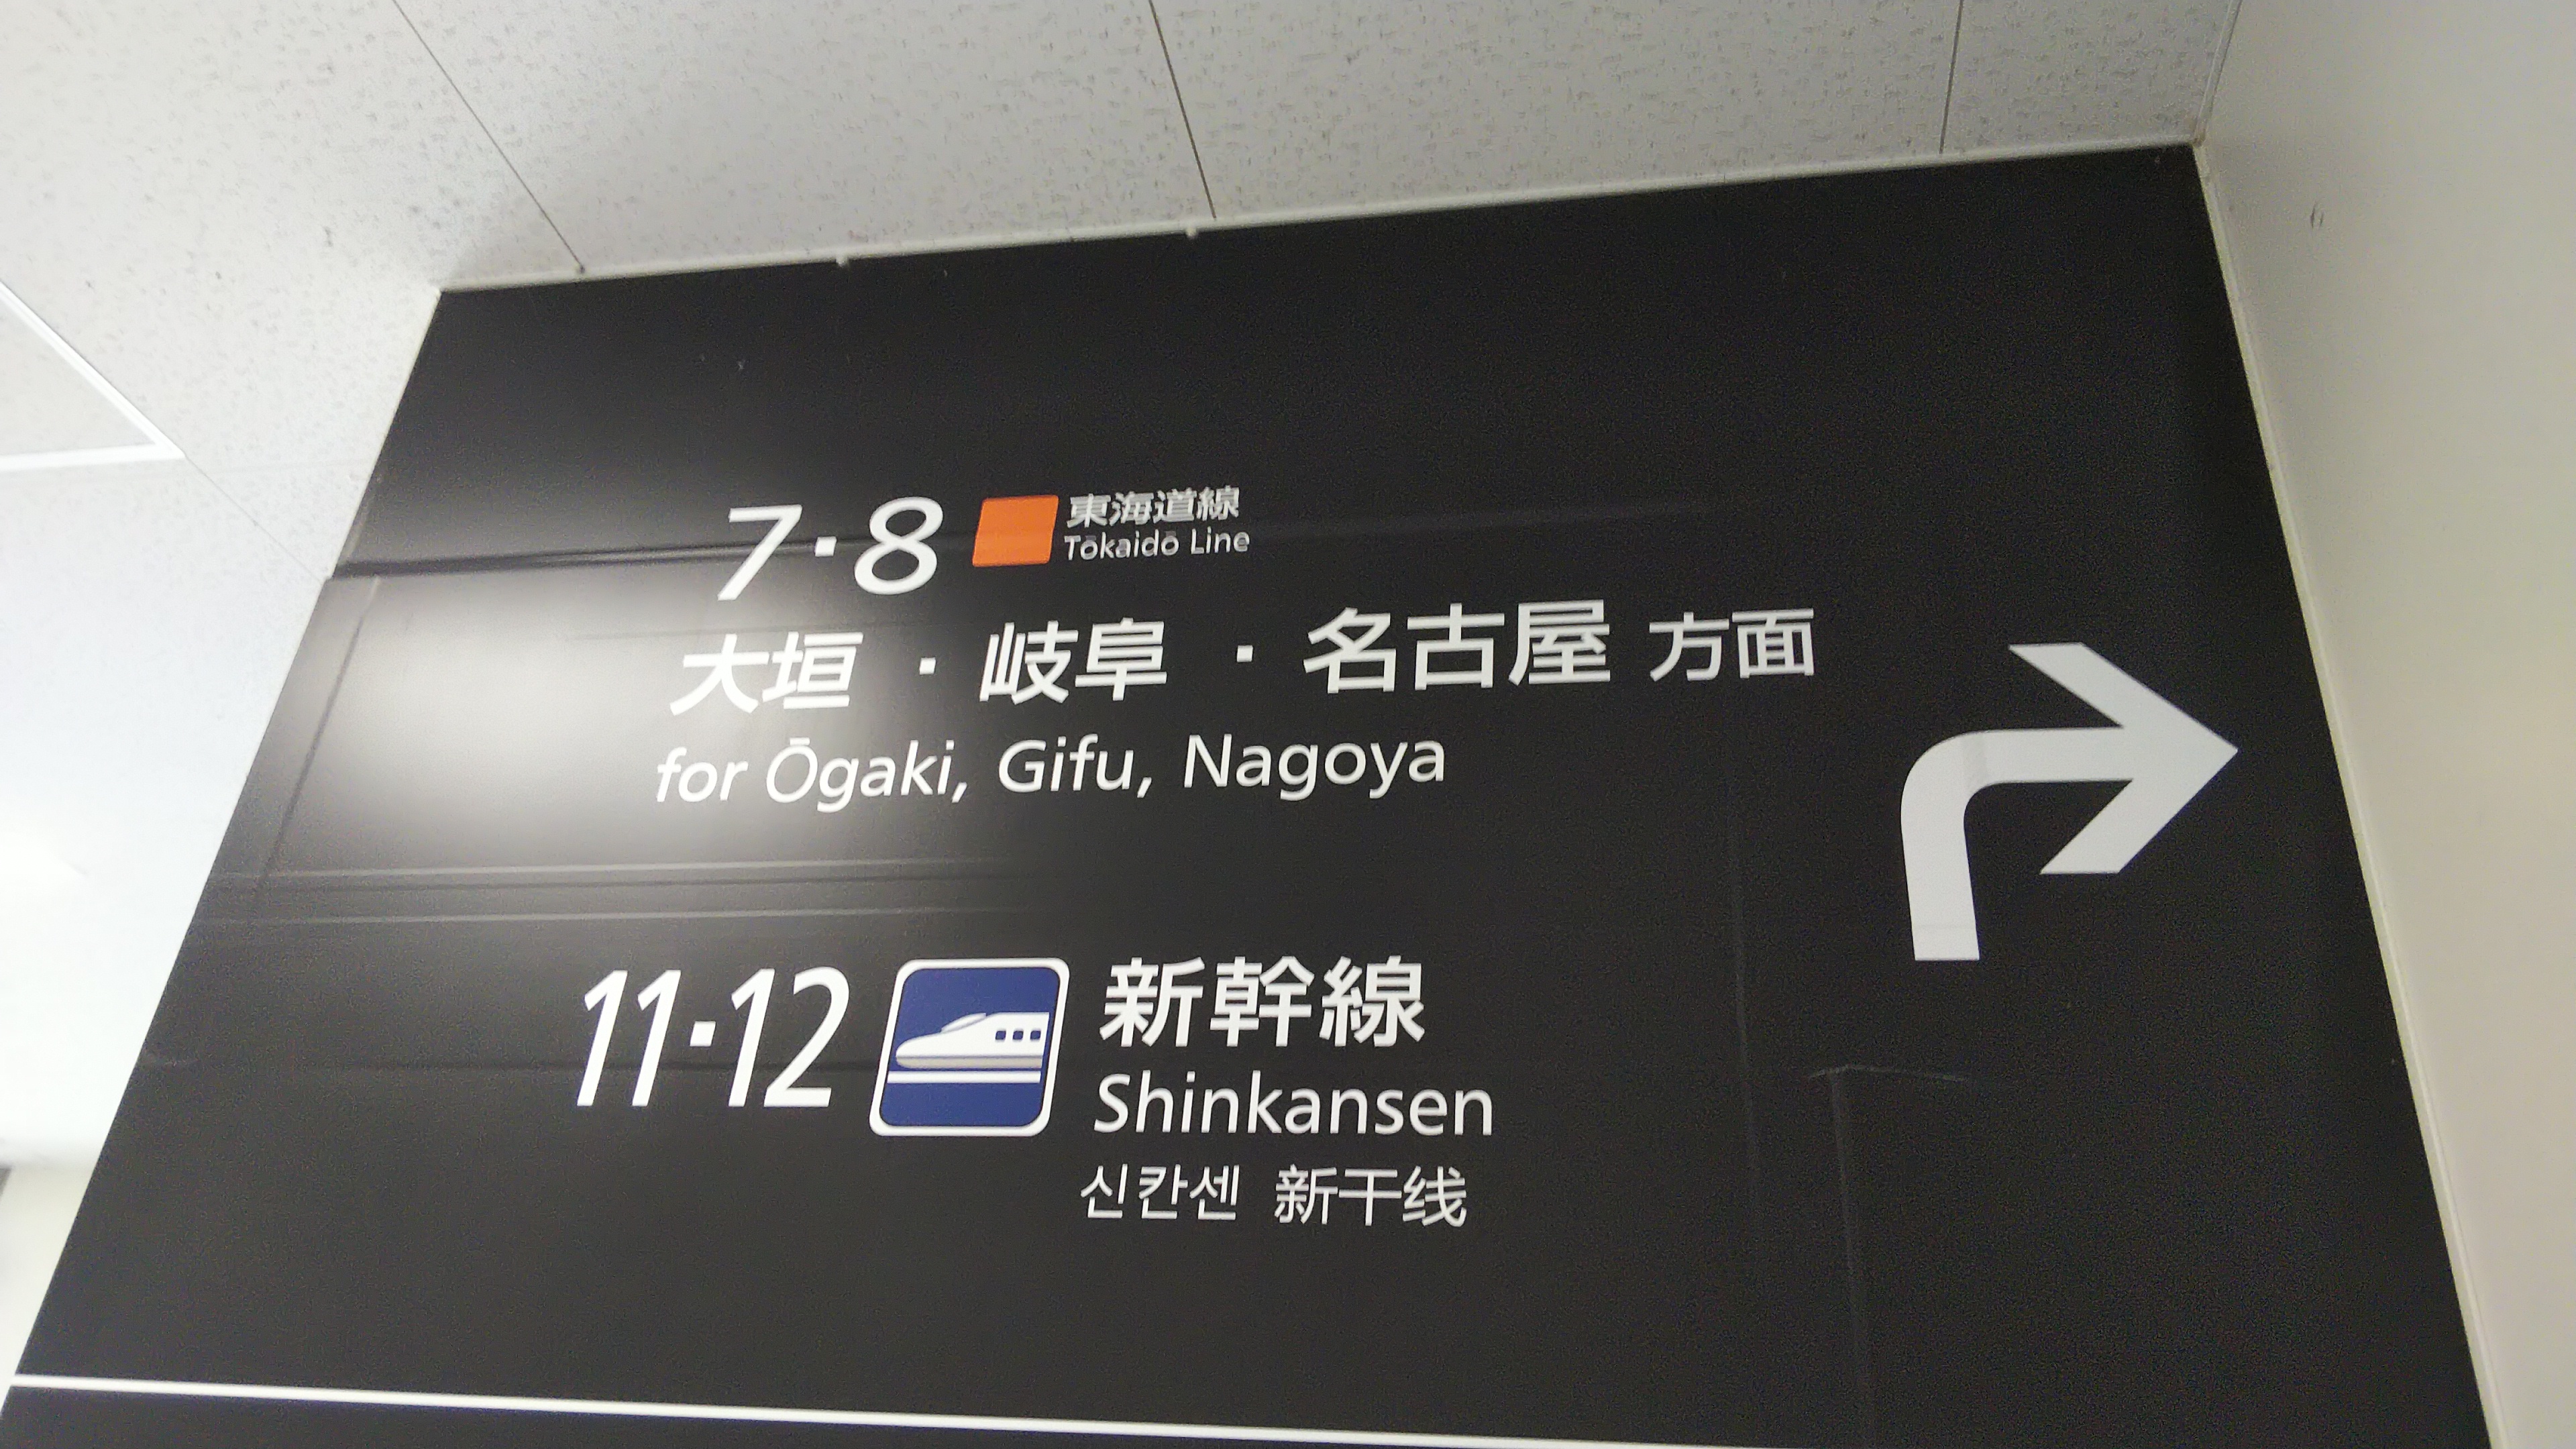 7・8 東海道線
Tōkaidō Line
大垣・岐阜・名古屋 方面
for Ōgaki, Gifu, Nagoya
11・12 新幹線
Shinkansen
신칸센 新干线